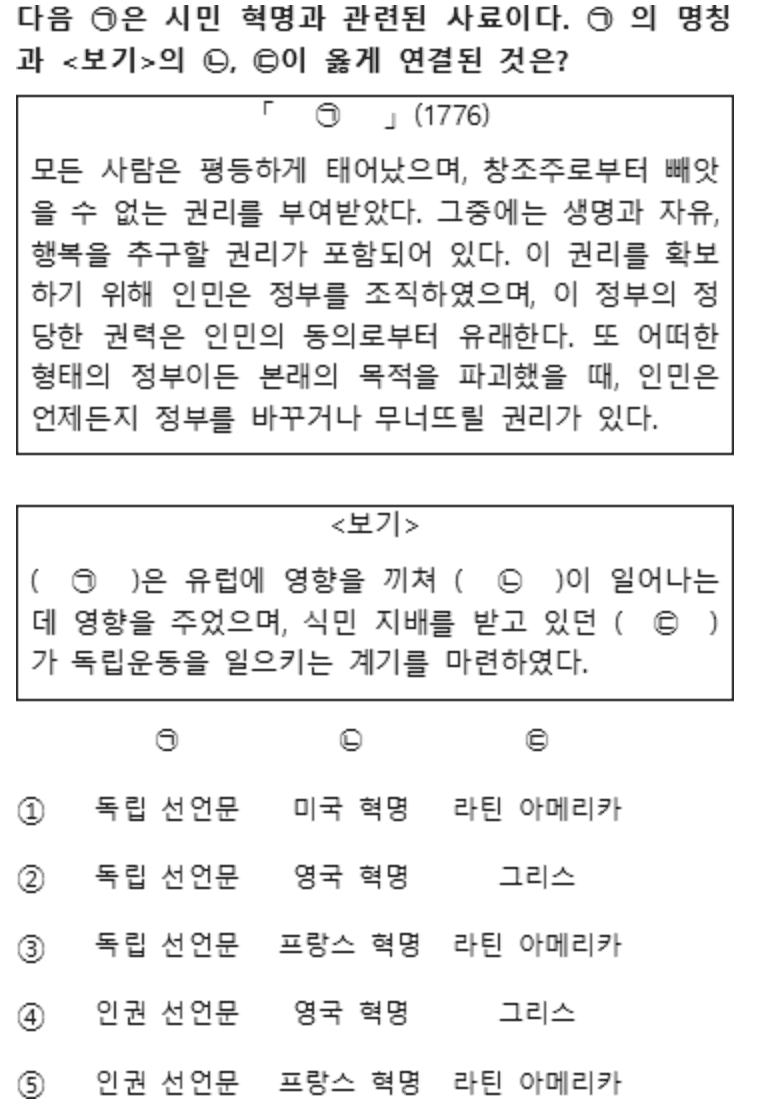 다음 ㉠은 시민 혁명과 관련된 사료이다. ㉠ 의 명칭
과 <보기>의 ㉡, ㉢이 옳게 연결된 것은?
「 ㉠ 」(1776)
모든 사람은 평등하게 태어났으며, 창조주로부터 빼앗
을 수 없는 권리를 부여받았다. 그중에는 생명과 자유,
행복을 추구할 권리가 포함되어 있다. 이 권리를 확보
하기 위해 인민은 정부를 조직하였으며, 이 정부의 정
당한 권력은 인민의 동의로부터 유래한다. 또 어떠한
형태의 정부이든 본래의 목적을 파괴했을 때, 인민은
언제든지 정부를 바꾸거나 무너뜨릴 권리가 있다.
<보기>
( ㉠ )은 유럽에 영향을 끼쳐 ( ㉡ )이 일어나는
데 영향을 주었으며, 식민 지배를 받고 있던 ( ㉢ )
가 독립운동을 일으키는 계기를 마련하였다.
㉠ ㉡ ㉢
① 독립 선언문 미국 혁명 라틴 아메리카
② 독립 선언문 영국 혁명 그리스
③ 독립 선언문 프랑스 혁명 라틴 아메리카
④ 인권 선언문 영국 혁명 그리스
⑤ 인권 선언문 프랑스 혁명 라틴 아메리카